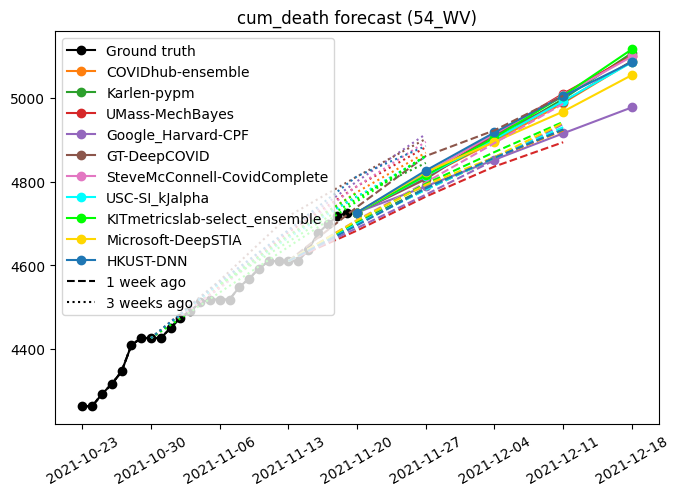 cum_death forecast (54_WV)
Ground truth
COVIDhub-ensemble
Karlen-pypm
UMass-MechBayes
Google_Harvard-CPF
GT-DeepCOVID
SteveMcConnell-CovidComplete
USC-SI_kJalpha
KITmetricslab-select_ensemble
Microsoft-DeepSTIA
HKUST-DNN
1 week ago
3 weeks ago
5000
4800
4600
4400
2021-10-23
2021-10-30
2021-11-06
2021-11-13
2021-11-20
2021-11-27
2021-12-04
2021-12-11
2021-12-18